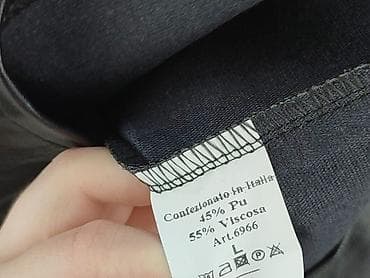 Confezionato in Italia
45% Pu
55% Viscosa
Art.6966
L